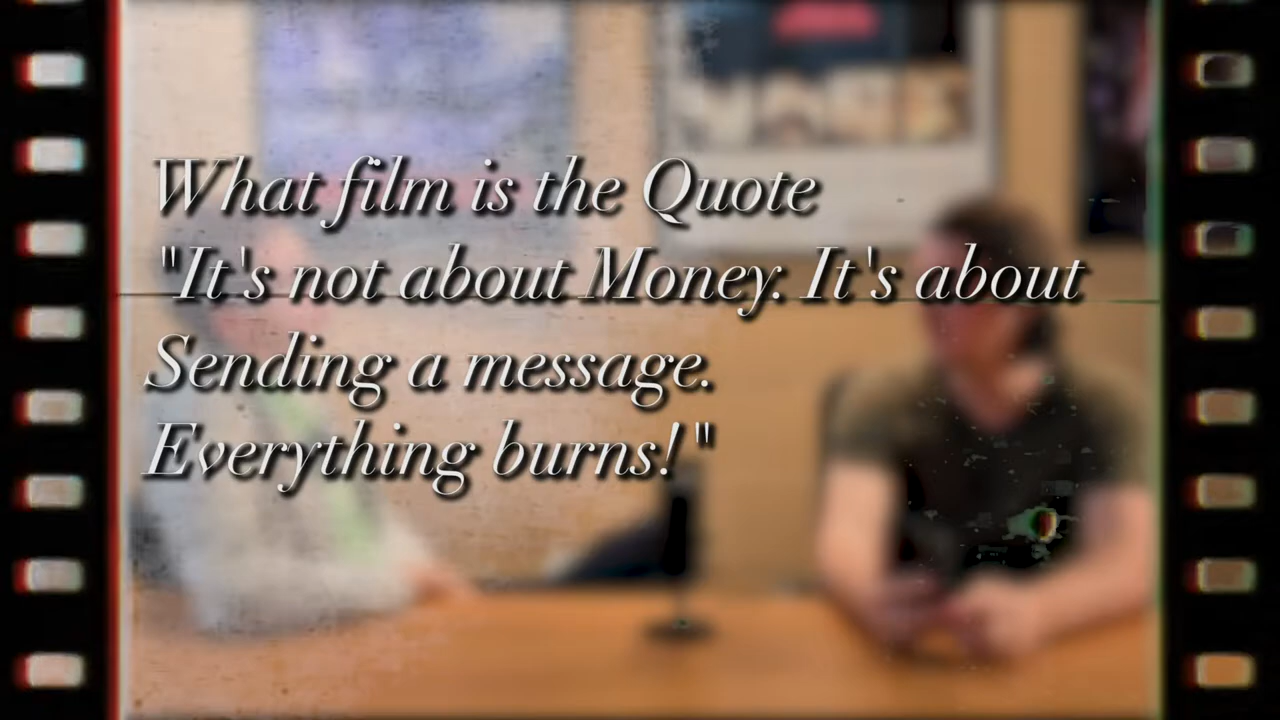 What film is the Quote
"It's not about Money. It's about
Sending a message.
Everything burns!"